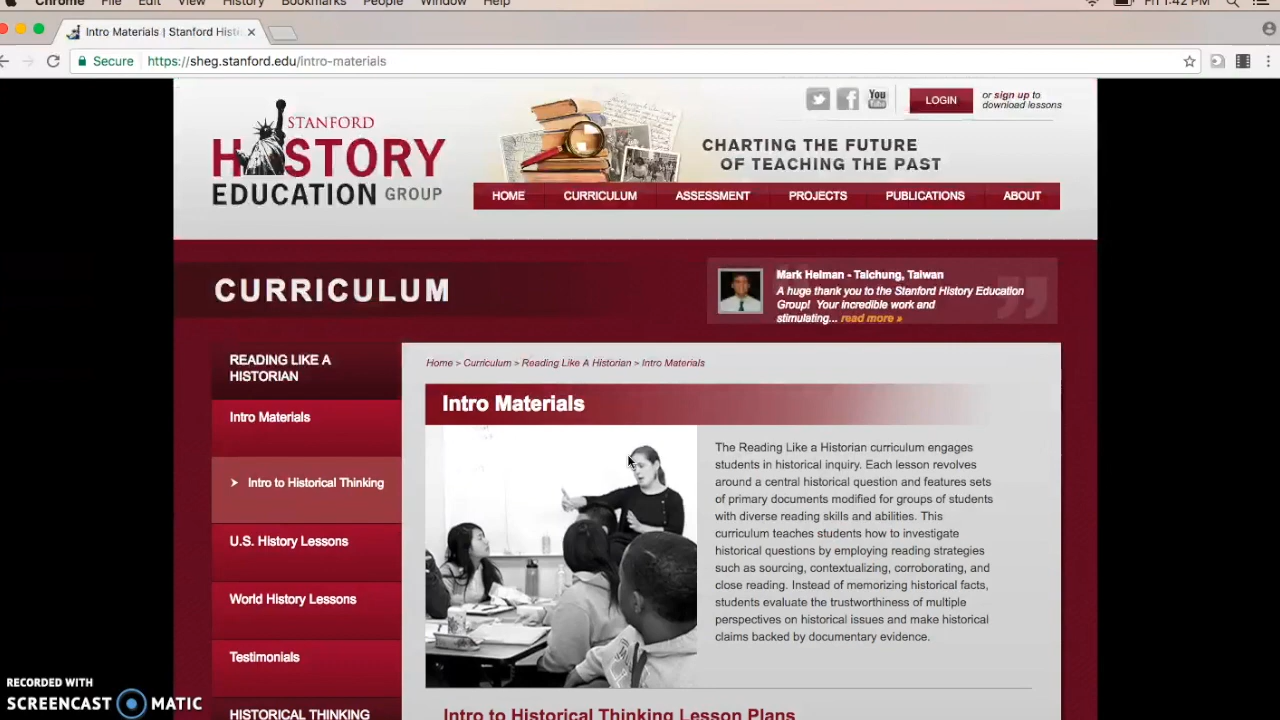 Chrome File Edit View History Bookmarks People Window Help Fri 1:42 PM
Intro Materials | Stanford Hist
Secure https://sheg.stanford.edu/intro-materials
You
LOGIN
or sign up to
download lessons
STANFORD
HISTORY
EDUCATION GROUP
CHARTING THE FUTURE
OF TEACHING THE PAST
HOME CURRICULUM ASSESSMENT PROJECTS PUBLICATIONS ABOUT
CURRICULUM
Mark Helman - Taichung, Taiwan
A huge thank you to the Stanford History Education
Group! Your incredible work and
stimulating... read more »
READING LIKE A
HISTORIAN
Intro Materials
Intro to Historical Thinking
U.S. History Lessons
World History Lessons
Testimonials
HISTORICAL THINKING
Home > Curriculum > Reading Like A Historian > Intro Materials
Intro Materials
The Reading Like a Historian curriculum engages
students in historical inquiry. Each lesson revolves
around a central historical question and features sets
of primary documents modified for groups of students
with diverse reading skills and abilities. This
curriculum teaches students how to investigate
historical questions by employing reading strategies
such as sourcing, contextualizing, corroborating, and
close reading. Instead of memorizing historical facts,
students evaluate the trustworthiness of multiple
perspectives on historical issues and make historical
claims backed by documentary evidence.
Intro to Historical Thinking Lesson Plans
RECORDED WITH
SCREENCAST MATIC